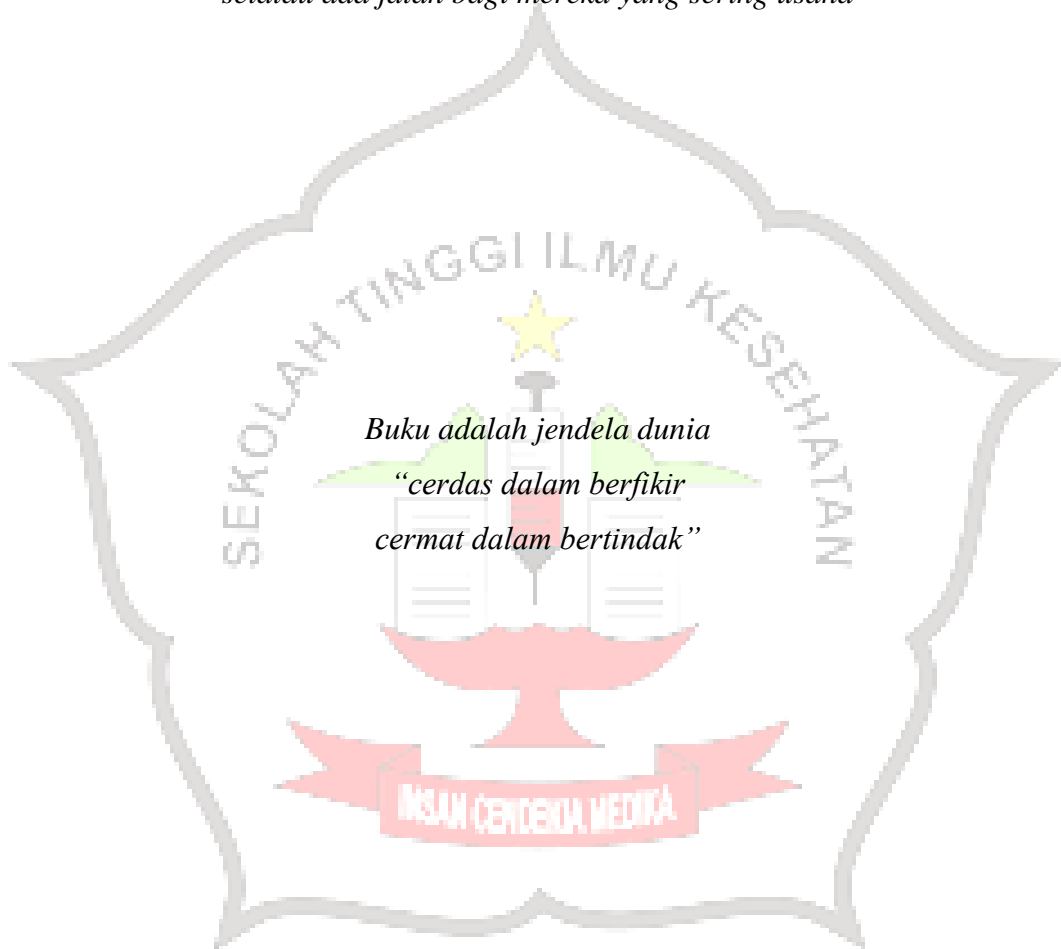 selalu ada jalan bagi mereka yang sering usaha
SEKOLAH TINGGI ILMU KESEHATAN
Buku adalah jendela dunia
“cerdas dalam berfikir
cermat dalam bertindak”
INSAN CENDEKIA MEDIKA